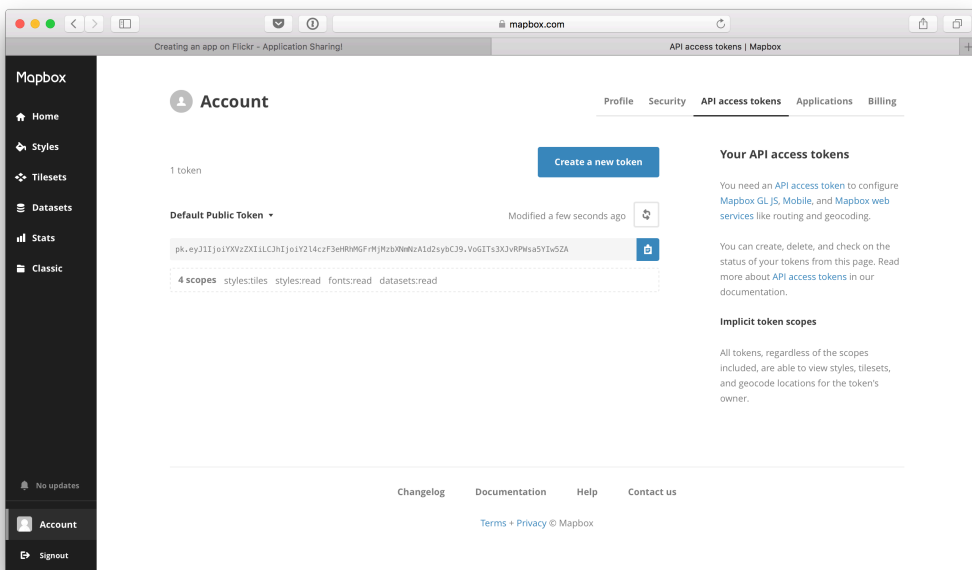 mapbox.com
Creating an app on Flickr - Application Sharing!
API access tokens | Mapbox
Mapbox
Home
Styles
Tilesets
Datasets
Stats
Classic
No updates
Account
Signout
Account
Profile Security API access tokens Applications Billing
1 token
Create a new token
Default Public Token
Modified a few seconds ago
pk.eyJ1IjoiYXVzZXIiLCJhIjoiY2l4czF3eHRhMGFrMjMzbXNmNzA1d2sybCJ9.VoGITs3XJvRPWsa5YIw5ZA
4 scopes styles:tiles styles:read fonts:read datasets:read
Your API access tokens
You need an API access token to configure
Mapbox GL JS, Mobile, and Mapbox web
services like routing and geocoding.
You can create, delete, and check on the
status of your tokens from this page. Read
more about API access tokens in our
documentation.
Implicit token scopes
All tokens, regardless of the scopes
included, are able to view styles, tilesets,
and geocode locations for the token's
owner.
Changelog Documentation Help Contact us
Terms + Privacy © Mapbox